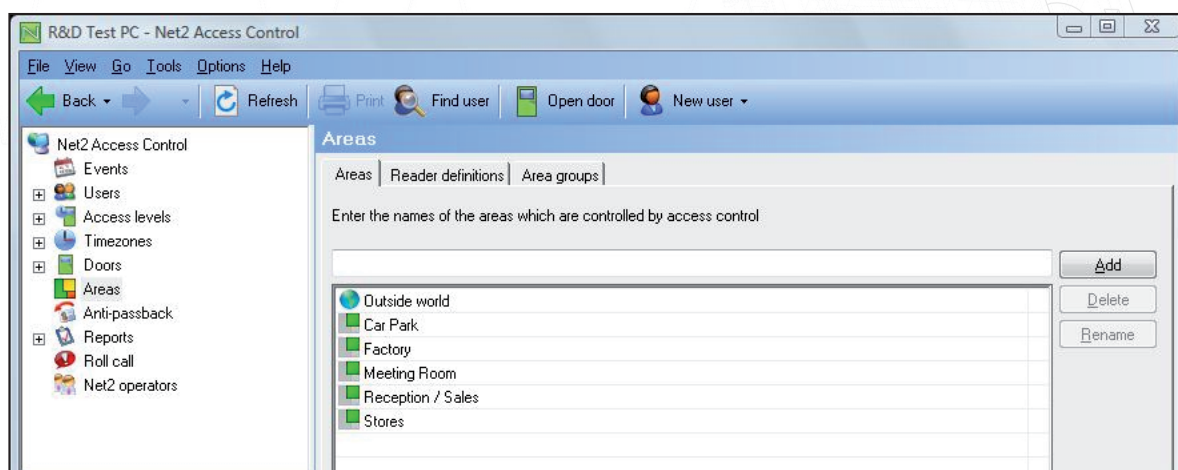 R&D Test PC - Net2 Access Control
File View Go Tools Options Help
Back Refresh Print Find user Open door New user
Net2 Access Control
Events
Users
Access levels
Timezones
Doors
Areas
Anti-passback
Reports
Roll call
Net2 operators
Areas
Areas Reader definitions Area groups
Enter the names of the areas which are controlled by access control
Add
Outside world
Delete
Car Park
Rename
Factory
Meeting Room
Reception / Sales
Stores